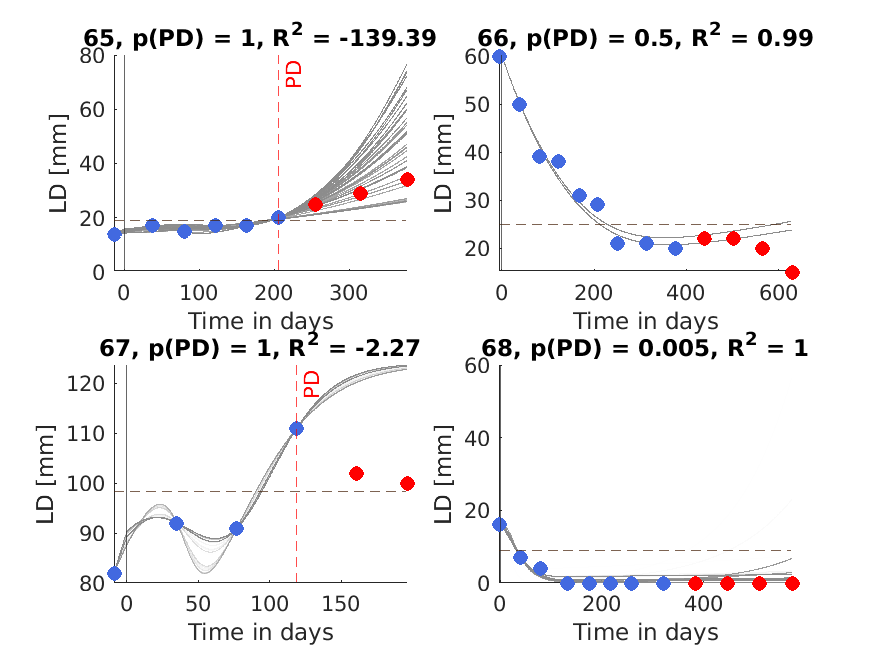 65, p(PD) = 1, R2 = -139.39
80
60
40
20
0
LD [mm]
PD
0 100 200 300
Time in days
66, p(PD) = 0.5, R2 = 0.99
60
50
40
30
20
LD [mm]
0 200 400 600
Time in days
67, p(PD) = 1, R2 = -2.27
120
110
100
90
80
LD [mm]
PD
0 50 100 150
Time in days
68, p(PD) = 0.005, R2 = 1
60
40
20
0
LD [mm]
0 200 400
Time in days